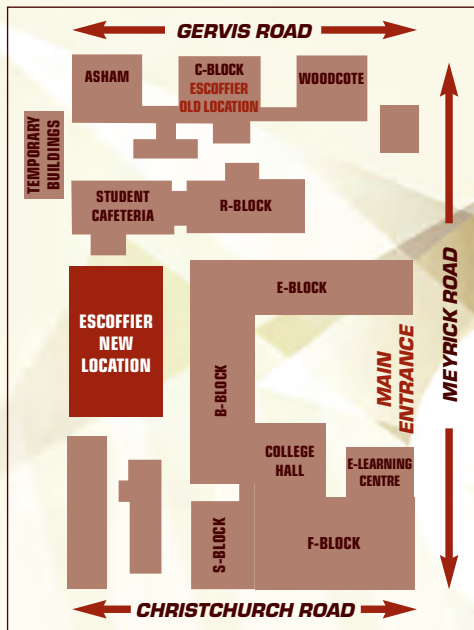 GERVIS ROAD
ASHAM
C-BLOCK
ESCOFFIER
OLD LOCATION
WOODCOTE
TEMPORARY
BUILDINGS
STUDENT
CAFETERIA
R-BLOCK
E-BLOCK
ESCOFFIER
NEW
LOCATION
B-BLOCK
MAIN
ENTRANCE
MEYRICK ROAD
COLLEGE
HALL
E-LEARNING
CENTRE
S-BLOCK
F-BLOCK
CHRISTCHURCH ROAD